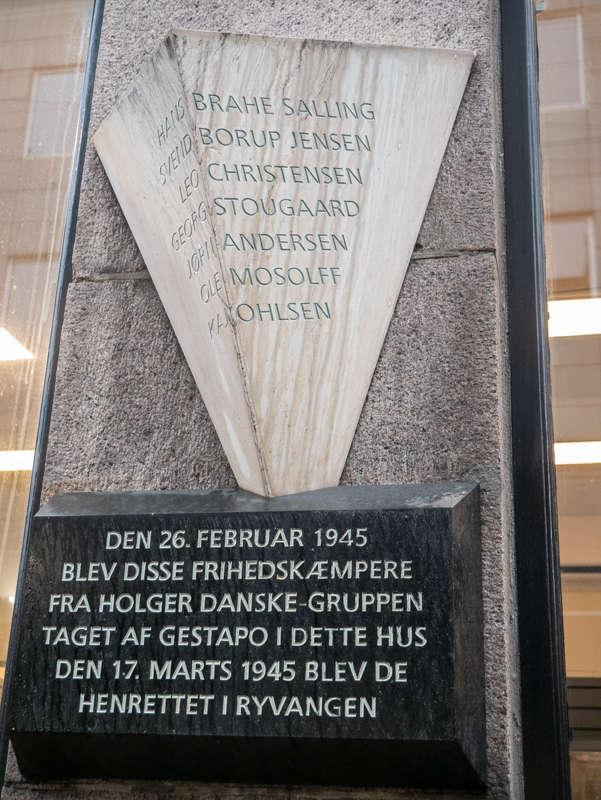 HANS BRAHE SALLING
SVEND BORUP JENSEN
LEO CHRISTENSEN
GEORG STOUGAARD
JØRN ANDERSEN
OLE MOSOLFF
KAJ OHLSEN
DEN 26. FEBRUAR 1945
BLEV DISSE FRIHEDSKÆMPERE
FRA HOLGER DANSKE-GRUPPEN
TAGET AF GESTAPO I DETTE HUS
DEN 17. MARTS 1945 BLEV DE
HENRETTET I RYVANGEN